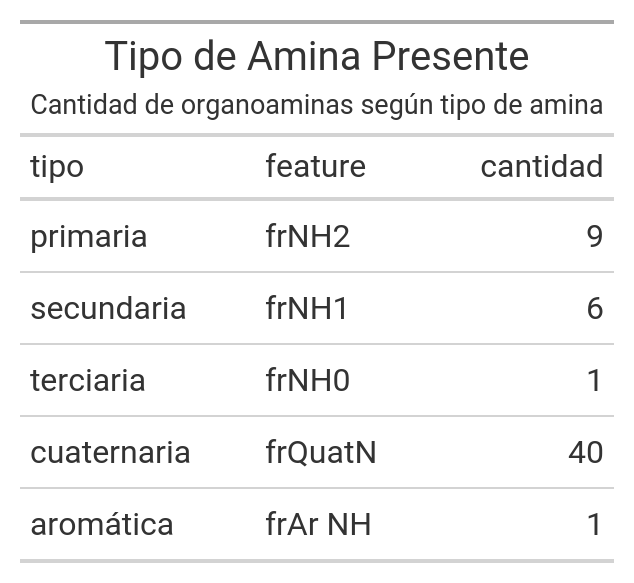 Tipo de Amina Presente
Cantidad de organoaminas según tipo de amina
tipo feature cantidad
primaria frNH2 9
secundaria frNH1 6
terciaria frNH0 1
cuaternaria frQuatN 40
aromática frAr NH 1